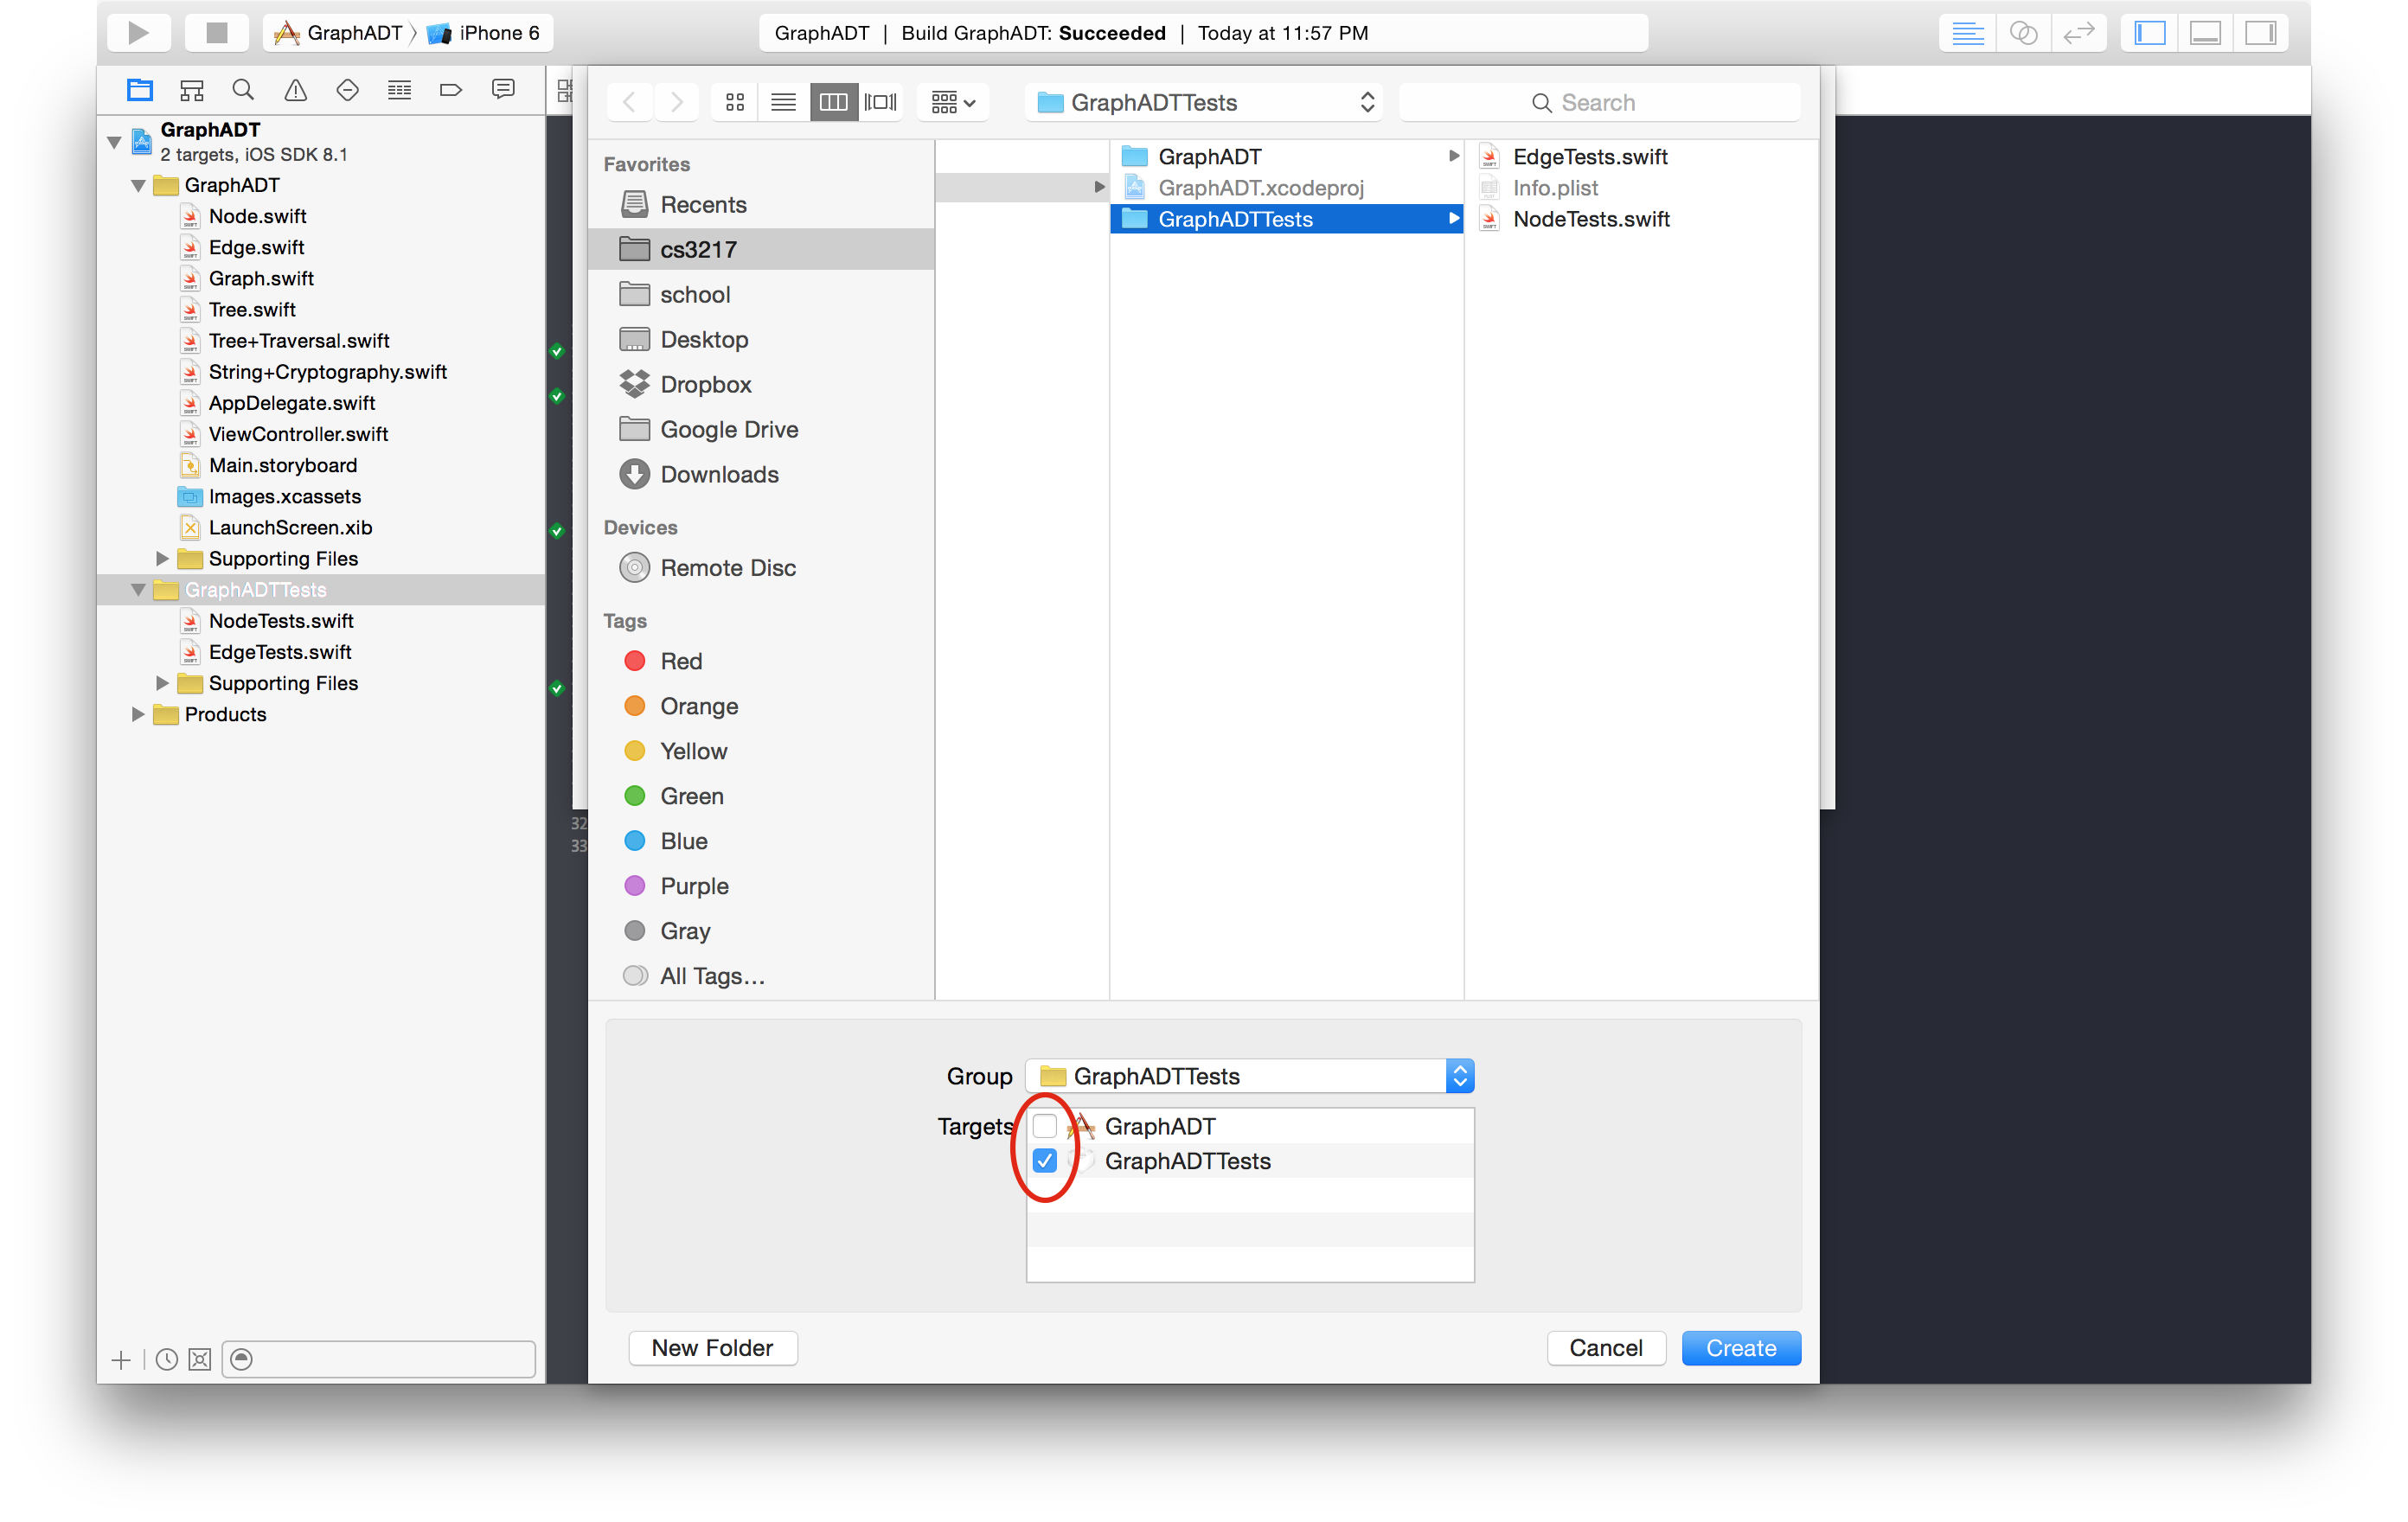 GraphADT 〉 iPhone 6
GraphADT | Build GraphADT: Succeeded | Today at 11:57 PM
GraphADT
2 targets, iOS SDK 8.1
GraphADT
Node.swift
Edge.swift
Graph.swift
Tree.swift
Tree+Traversal.swift
String+Cryptography.swift
AppDelegate.swift
ViewController.swift
Main.storyboard
Images.xcassets
LaunchScreen.xib
Supporting Files
GraphADTTests
NodeTests.swift
EdgeTests.swift
Supporting Files
Products
32
33
GraphADTTests
Search
Favorites
Recents
cs3217
school
Desktop
Dropbox
Google Drive
Downloads
Devices
Remote Disc
Tags
Red
Orange
Yellow
Green
Blue
Purple
Gray
All Tags…
GraphADT
GraphADT.xcodeproj
GraphADTTests
EdgeTests.swift
Info.plist
NodeTests.swift
Group GraphADTTests
Targets GraphADT
GraphADTTests
New Folder
Cancel
Create